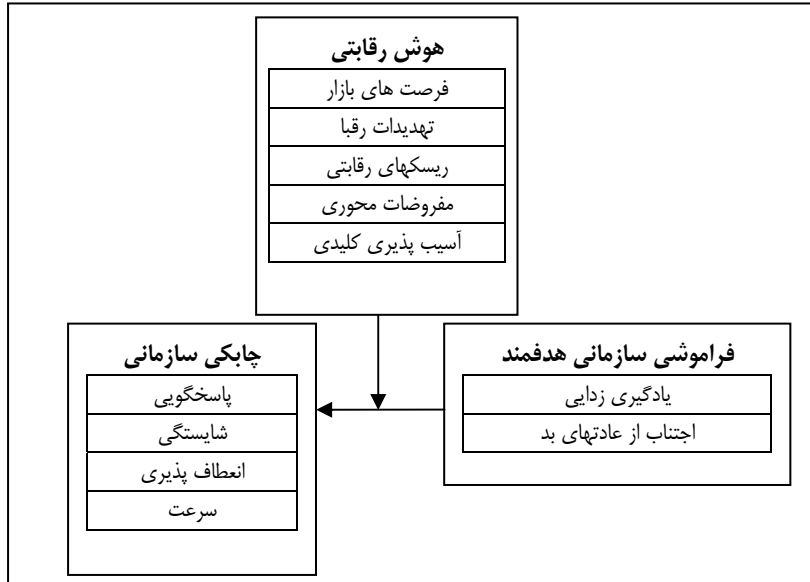 هوش رقابتی
فرصت های بازار
تهدیدات رقبا
ریسکهای رقابتی
مفروضات محوری
آسیب پذیری کلیدی
فراموشی سازمانی هدفمند
یادگیری زدایی
اجتناب از عادتهای بد
چابکی سازمانی
پاسخگویی
شایستگی
انعطاف پذیری
سرعت